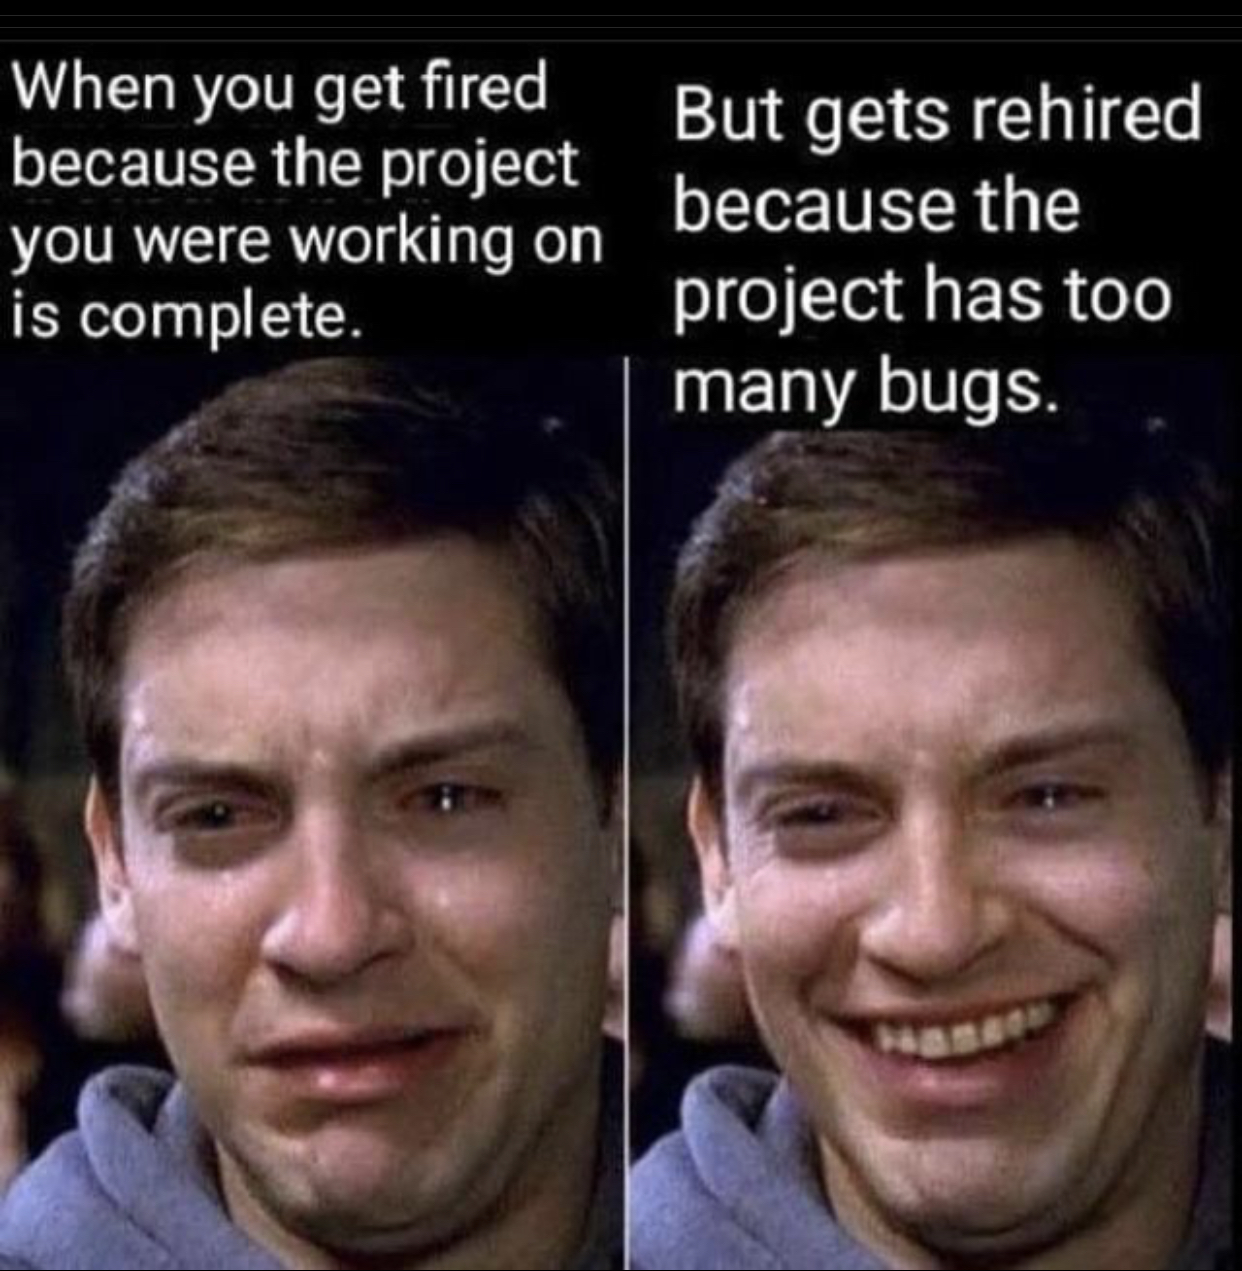 When you get fired
because the project
you were working on
is complete.
But gets rehired
because the
project has too
many bugs.